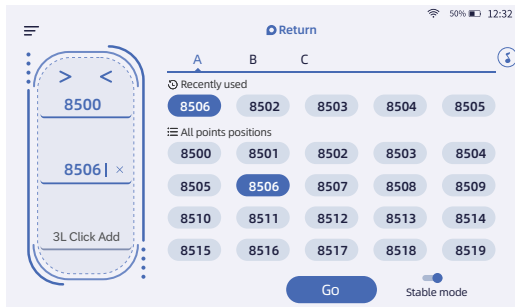 50% 12:32
Return
A B C
> <
Recently used
8500
8506 8502 8503 8504 8505
All points positions
8500 8501 8502 8503 8504
8506 ×
8505 8506 8507 8508 8509
8510 8511 8512 8513 8514
3L Click Add
8515 8516 8517 8518 8519
Go
Stable mode